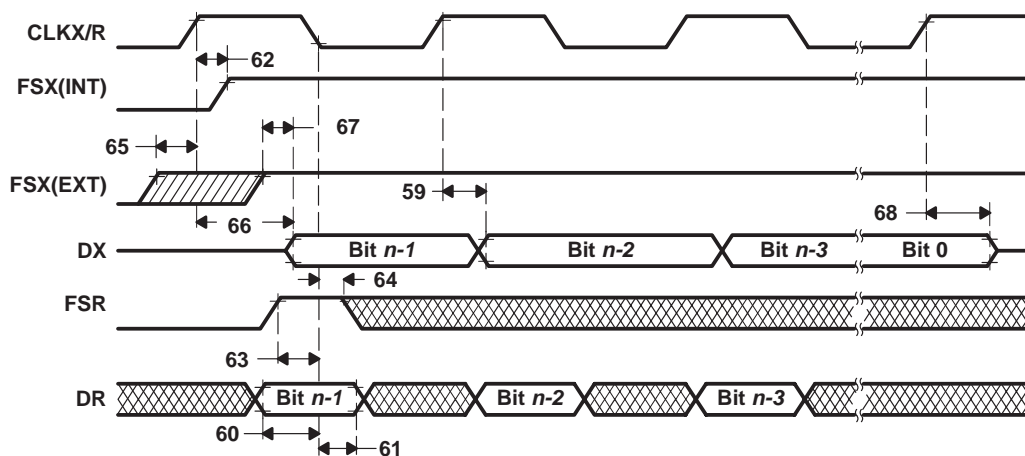 CLKX/R
62
FSX(INT)
67
65
FSX(EXT)
59
66
68
DX
Bit n-1
Bit n-2
Bit n-3
Bit 0
64
FSR
63
DR
Bit n-1
Bit n-2
Bit n-3
60
61